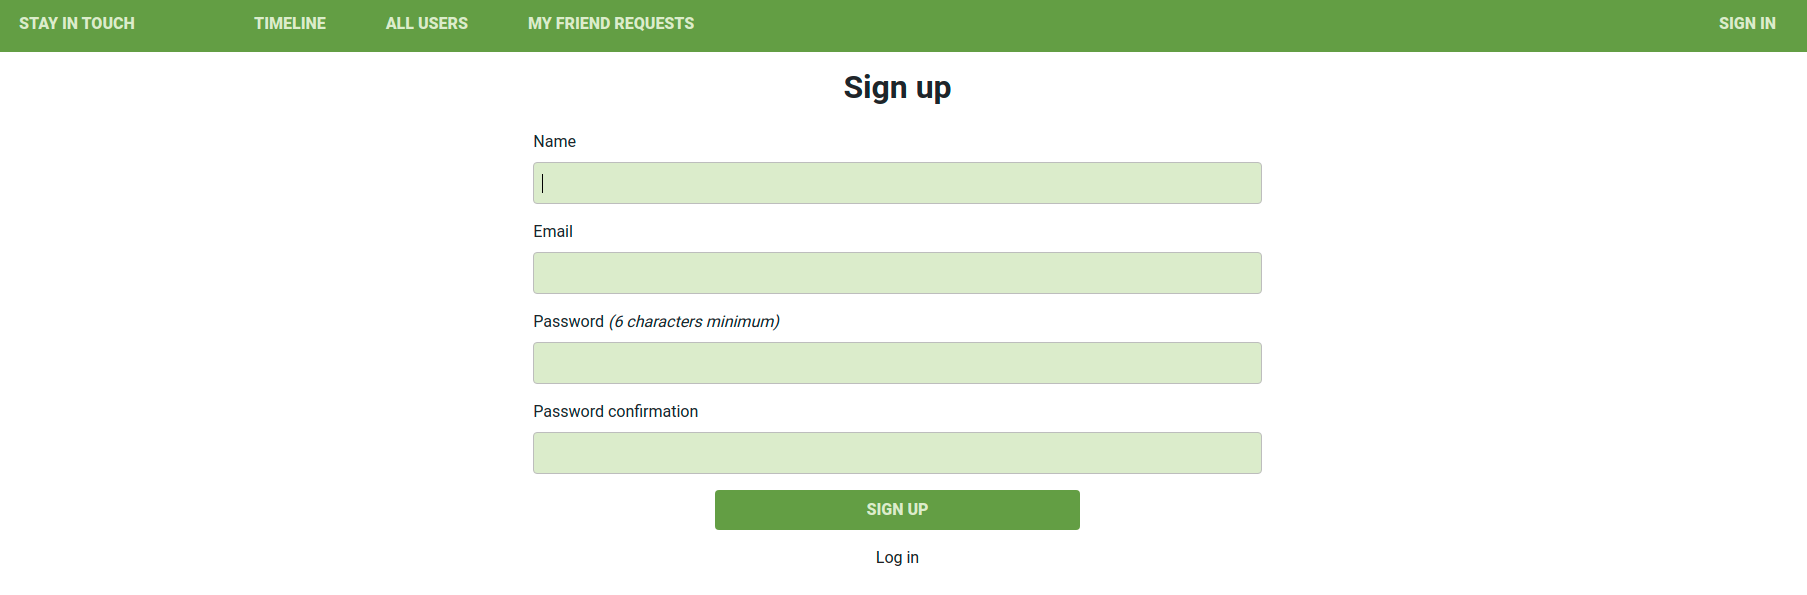 STAY IN TOUCH TIMELINE ALL USERS MY FRIEND REQUESTS SIGN IN
Sign up
Name
Email
Password (6 characters minimum)
Password confirmation
SIGN UP
Log in